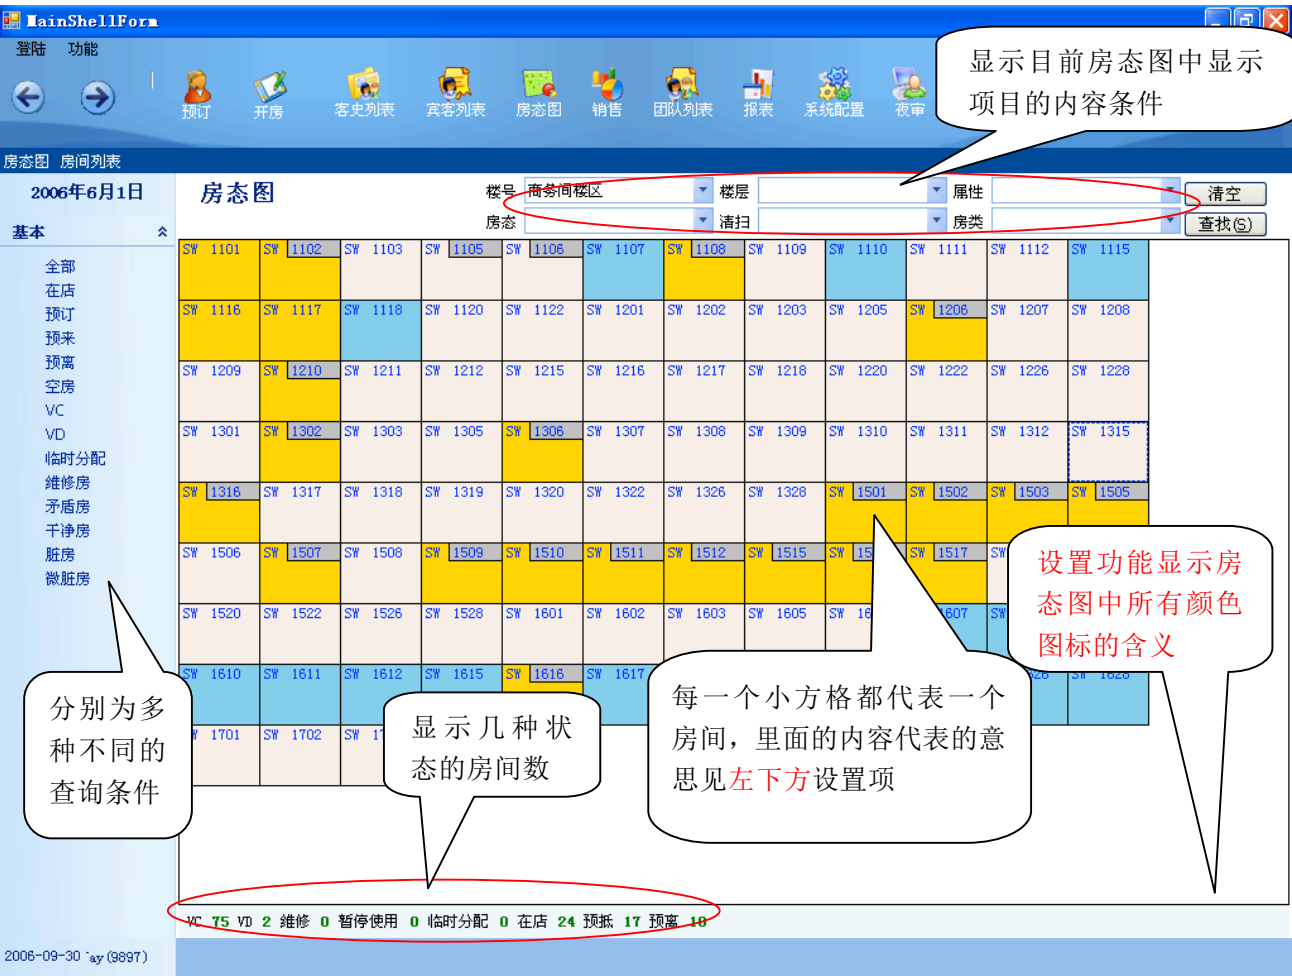 MainShellForm
登陆 功能
预订 开房 客史列表 宾客列表 房态图 销售 团队列表 报表 系统配置 夜审
显示目前房态图中显示
项目的内容条件
房态图 房间列表
2006年6月1日
房态图
楼号 商务间楼区 楼层 属性 清空
房态 清扫 房类 查找(S)
基本
全部
在店
预订
预来
预离
空房
VC
VD
临时分配
维修房
矛盾房
干净房
脏房
微脏房
SW 1101 SW 1102 SW 1103 SW 1105 SW 1106 SW 1107 SW 1108 SW 1109 SW 1110 SW 1111 SW 1112 SW 1115
SW 1116 SW 1117 SW 1118 SW 1120 SW 1122 SW 1201 SW 1202 SW 1203 SW 1205 SW 1206 SW 1207 SW 1208
SW 1209 SW 1210 SW 1211 SW 1212 SW 1215 SW 1216 SW 1217 SW 1218 SW 1220 SW 1222 SW 1226 SW 1228
SW 1301 SW 1302 SW 1303 SW 1305 SW 1306 SW 1307 SW 1308 SW 1309 SW 1310 SW 1311 SW 1312 SW 1315
SW 1316 SW 1317 SW 1318 SW 1319 SW 1320 SW 1322 SW 1326 SW 1328 SW 1501 SW 1502 SW 1503 SW 1505
SW 1506 SW 1507 SW 1508 SW 1509 SW 1510 SW 1511 SW 1512 SW 1515 SW SW 1517
SW 1520 SW 1522 SW 1526 SW 1528 SW 1601 SW 1602 SW 1603 SW 1605 SW
SW 1610 SW 1611 SW 1612 SW 1615 SW 1616 SW 1617 SW 1628
1701 SW 1702 SW
设置功能显示房
态图中所有颜色
图标的含义
分别为多
种不同的
查询条件
显示几种状
态的房间数
每一个小方格都代表一个
房间，里面的内容代表的意
思见左下方设置项
VC 75 VD 2 维修 0 暂停使用 0 临时分配 0 在店 24 预抵 17 预离 18
2006-09-30 ay(9897)